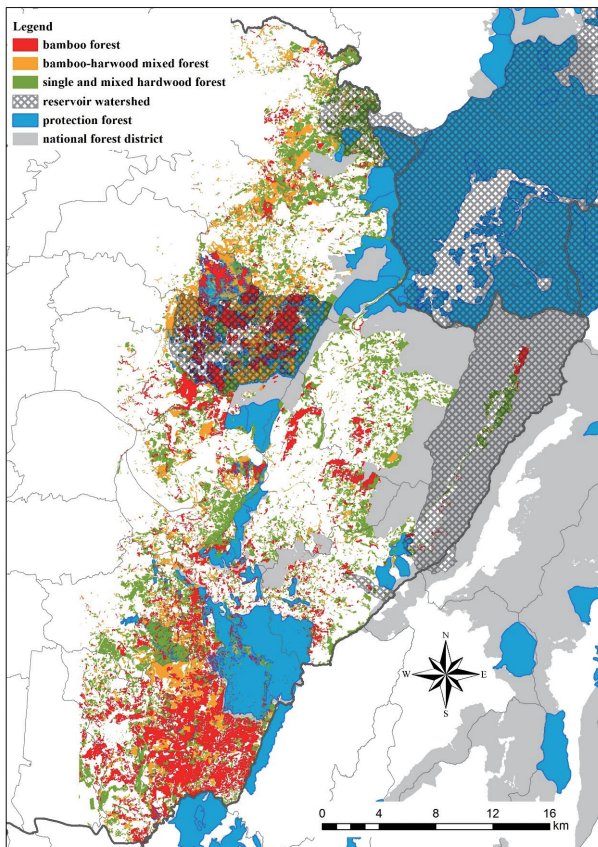 Legend
bamboo forest
bamboo-harwood mixed forest
single and mixed hardwood forest
reservoir watershed
protection forest
national forest district
N
W E
S
0 4 8 12 16
km